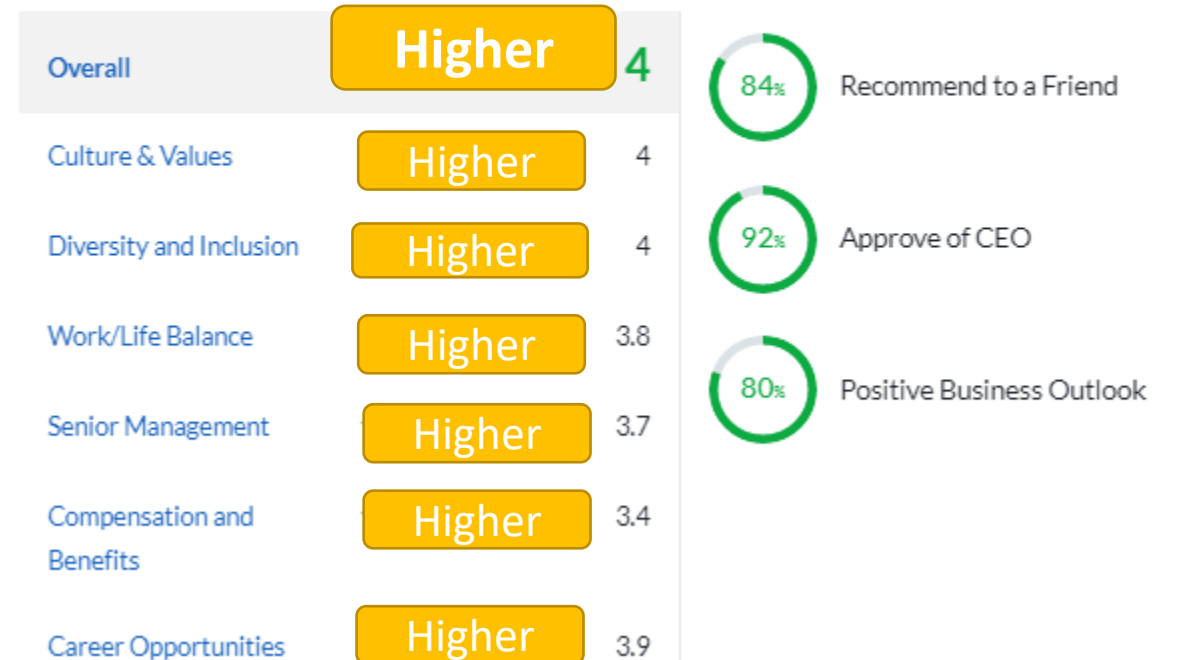 Overall Higher 4
Culture & Values Higher 4
Diversity and Inclusion Higher 4
Work/Life Balance Higher 3.8
Senior Management Higher 3.7
Compensation and Higher 3.4
Benefits
Career Opportunities Higher 3.9
84% Recommend to a Friend
92% Approve of CEO
80% Positive Business Outlook